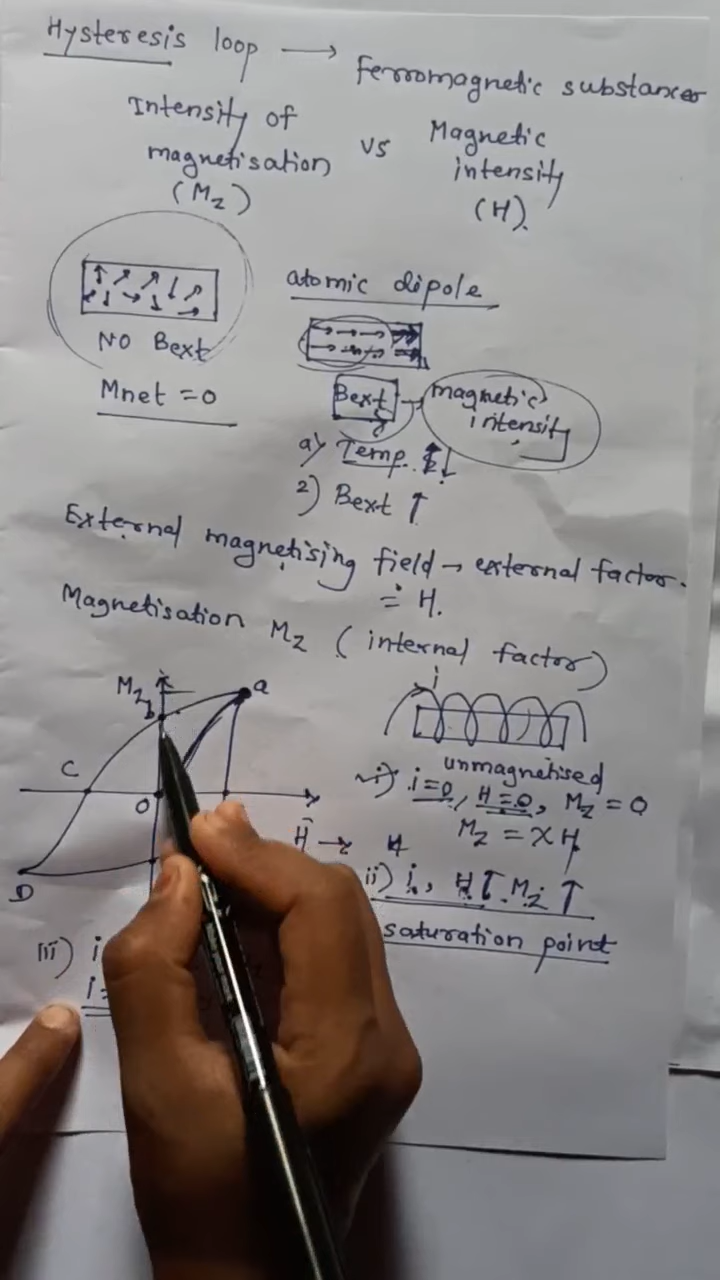 Hysteresis loop → Ferromagnetic substances
Intensity of magnetisation (Mz) vs Magnetic intensity (H).
atomic dipole
NO Bext
Mnet = 0
Bext → magnetic intensity
a) Temp. ↓
2) Bext ↑
External magnetising field → external factor.
= H.
Magnetisation Mz (internal factor)
Mz
b
a
C
O
D
H →
i
unmagnetised
i) i=0, H=0, Mz = 0
Mz = χH
ii) i, H↑ Mz ↑
saturation point
iii) i
i=